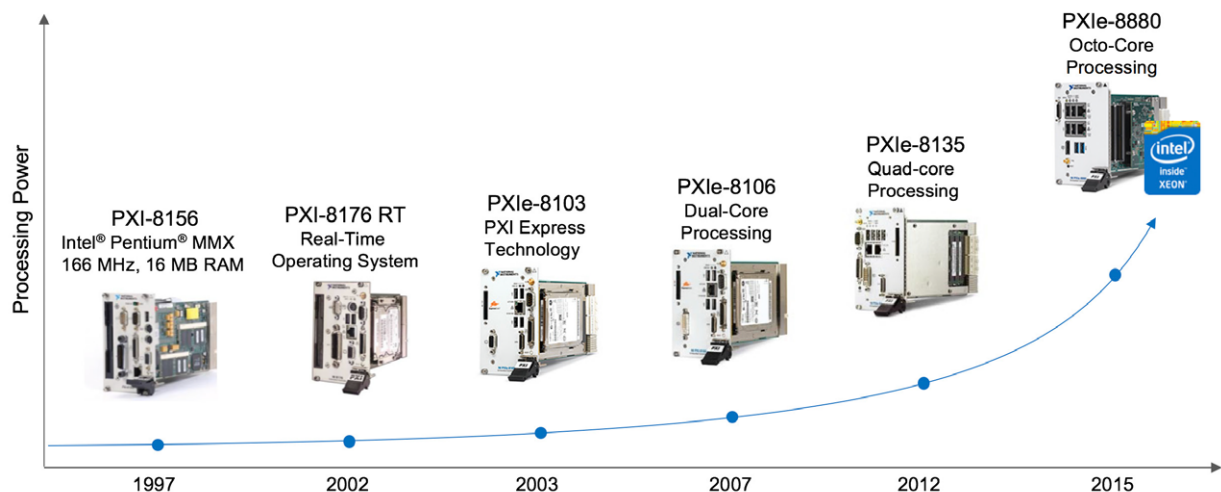 Processing Power
PXI-8156
Intel® Pentium® MMX
166 MHz, 16 MB RAM
PXI-8176 RT
Real-Time
Operating System
PXIe-8103
PXI Express
Technology
PXIe-8106
Dual-Core
Processing
PXIe-8135
Quad-core
Processing
PXIe-8880
Octo-Core
Processing
intel
inside™
XEON®
1997
2002
2003
2007
2012
2015